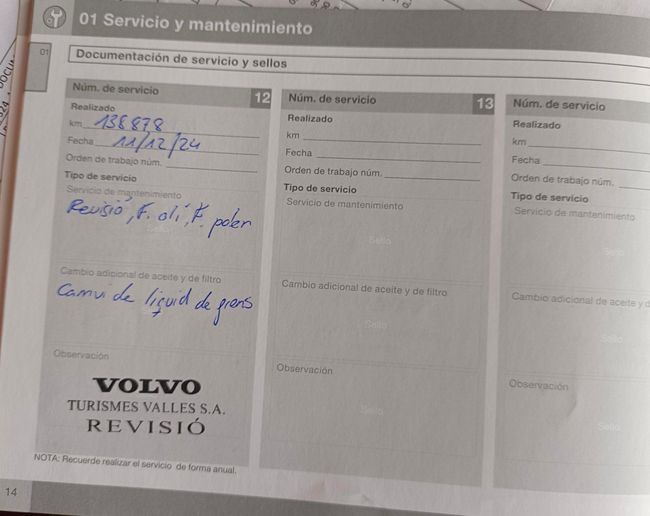 01 Servicio y mantenimiento
01
Documentación de servicio y sellos
Núm. de servicio 12
Realizado
km 138878
Fecha 11/12/24
Orden de trabajo núm.
Tipo de servicio
Servicio de mantenimiento
Revisió, F. oli, F. polen
Sello
Cambio adicional de aceite y de filtro
Canvi de liquid de frens
Observación
VOLVO
TURISMES VALLES S.A.
REVISIÓ
Núm. de servicio 13
Realizado
km
Fecha
Orden de trabajo núm.
Tipo de servicio
Servicio de mantenimiento
Sello
Cambio adicional de aceite y de filtro
Sello
Observación
Sello
Núm. de servicio
Realizado
km
Fecha
Orden de trabajo núm.
Tipo de servicio
Servicio de mantenimiento
Sello
Cambio adicional de aceite y d
Sello
Observación
Sello
NOTA: Recuerde realizar el servicio de forma anual.
14